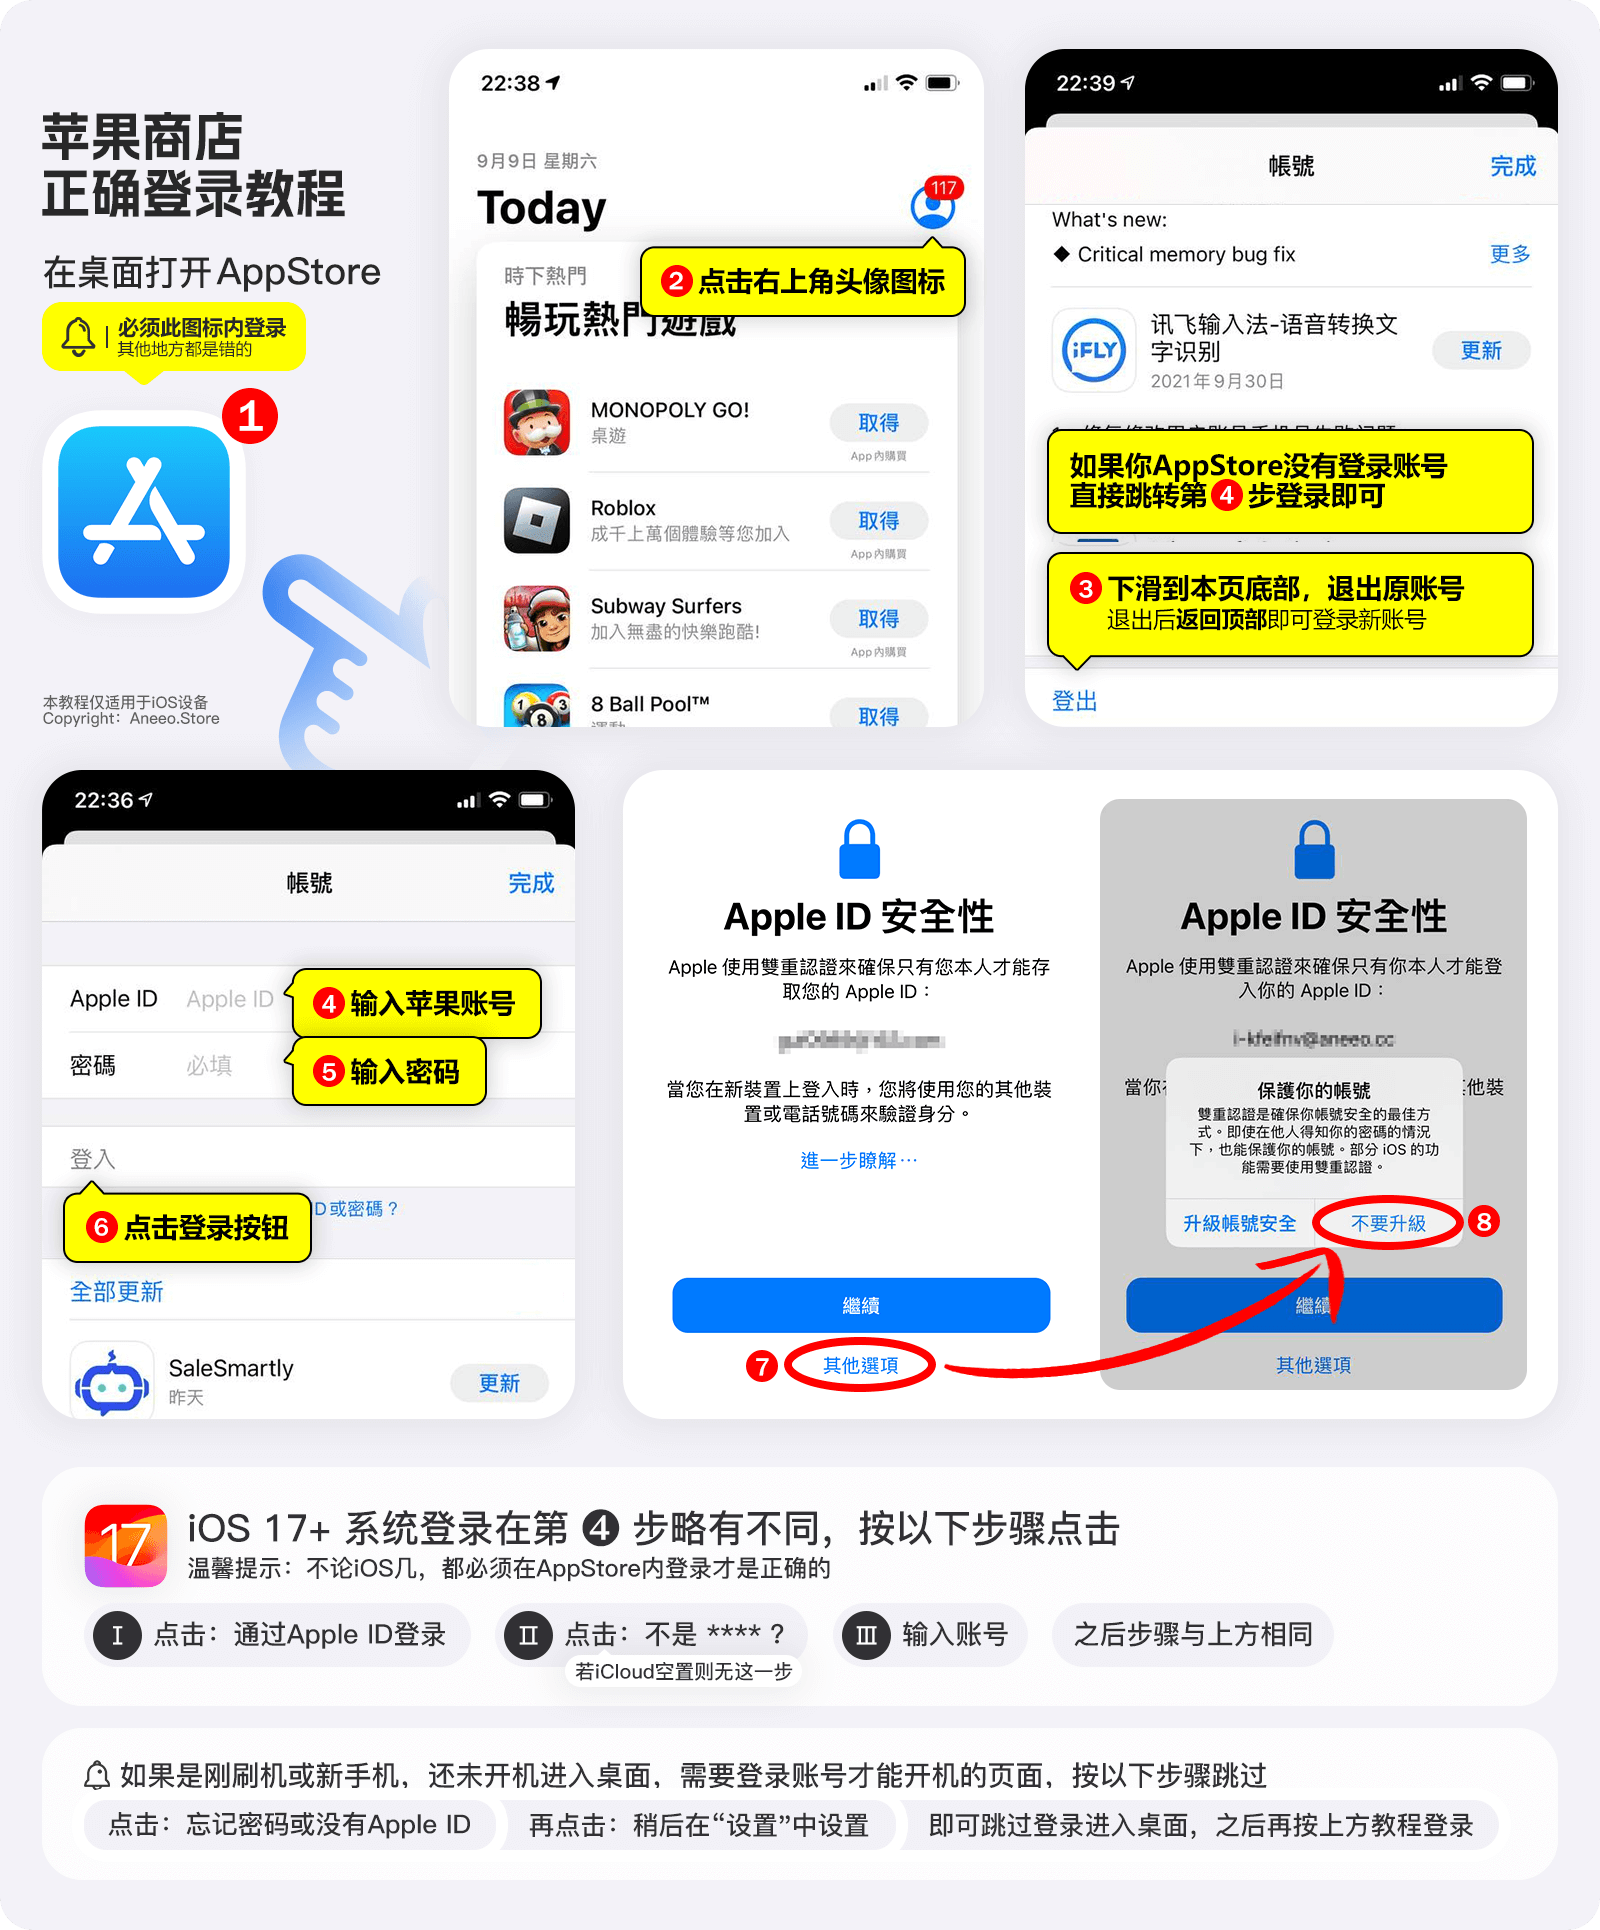 苹果商店
正确登录教程
在桌面打开AppStore
必须此图标内登录
其他地方都是错的
1
本教程仅适用于iOS设备
Copyright：Aneeo.Store
22:38
9月9日 星期六
Today
117
2 点击右上角头像图标
時下熱門
暢玩熱門遊戲
MONOPOLY GO!
桌遊
取得
App 內購買
Roblox
成千上萬個體驗等您加入
取得
App 內購買
Subway Surfers
加入無盡的快樂跑酷!
取得
App 內購買
8 Ball Pool™
運動
取得
22:39
帳號
完成
What's new:
◆ Critical memory bug fix
更多
iFLY
讯飞输入法-语音转换文
字识别
2021年9月30日
更新
如果你AppStore没有登录账号
直接跳转第4步登录即可
3 下滑到本页底部，退出原账号
退出后返回顶部即可登录新账号
登出
22:36
帳號
完成
Apple ID
Apple ID
4 输入苹果账号
密碼
必填
5 输入密码
登入
D或密碼？
6 点击登录按钮
全部更新
SaleSmartly
昨天
更新
Apple ID 安全性
Apple 使用雙重認證來確保只有您本人才能存
取您的 Apple ID：
當您在新裝置上登入時，您將使用您的其他裝
置或電話號碼來驗證身分。
進一步瞭解…
繼續
7 其他選項
Apple ID 安全性
Apple 使用雙重認證來確保只有你本人才能登
入你的 Apple ID：
當你
其他裝
保護你的帳號
雙重認證是確保你帳號安全的最佳方
式。即使在他人得知你的密碼的情況
下，也能保護你的帳號。部分 iOS 的功
能需要使用雙重認證。
升級帳號安全
不要升級
8
繼續
其他選項
17
iOS 17+ 系统登录在第 4 步略有不同，按以下步骤点击
温馨提示：不论iOS几，都必须在AppStore内登录才是正确的
I 点击：通过Apple ID登录
II 点击：不是 **** ?
若iCloud空置则无这一步
III 输入账号
之后步骤与上方相同
如果是刚刷机或新手机，还未开机进入桌面，需要登录账号才能开机的页面，按以下步骤跳过
点击：忘记密码或没有Apple ID
再点击：稍后在“设置”中设置
即可跳过登录进入桌面，之后再按上方教程登录